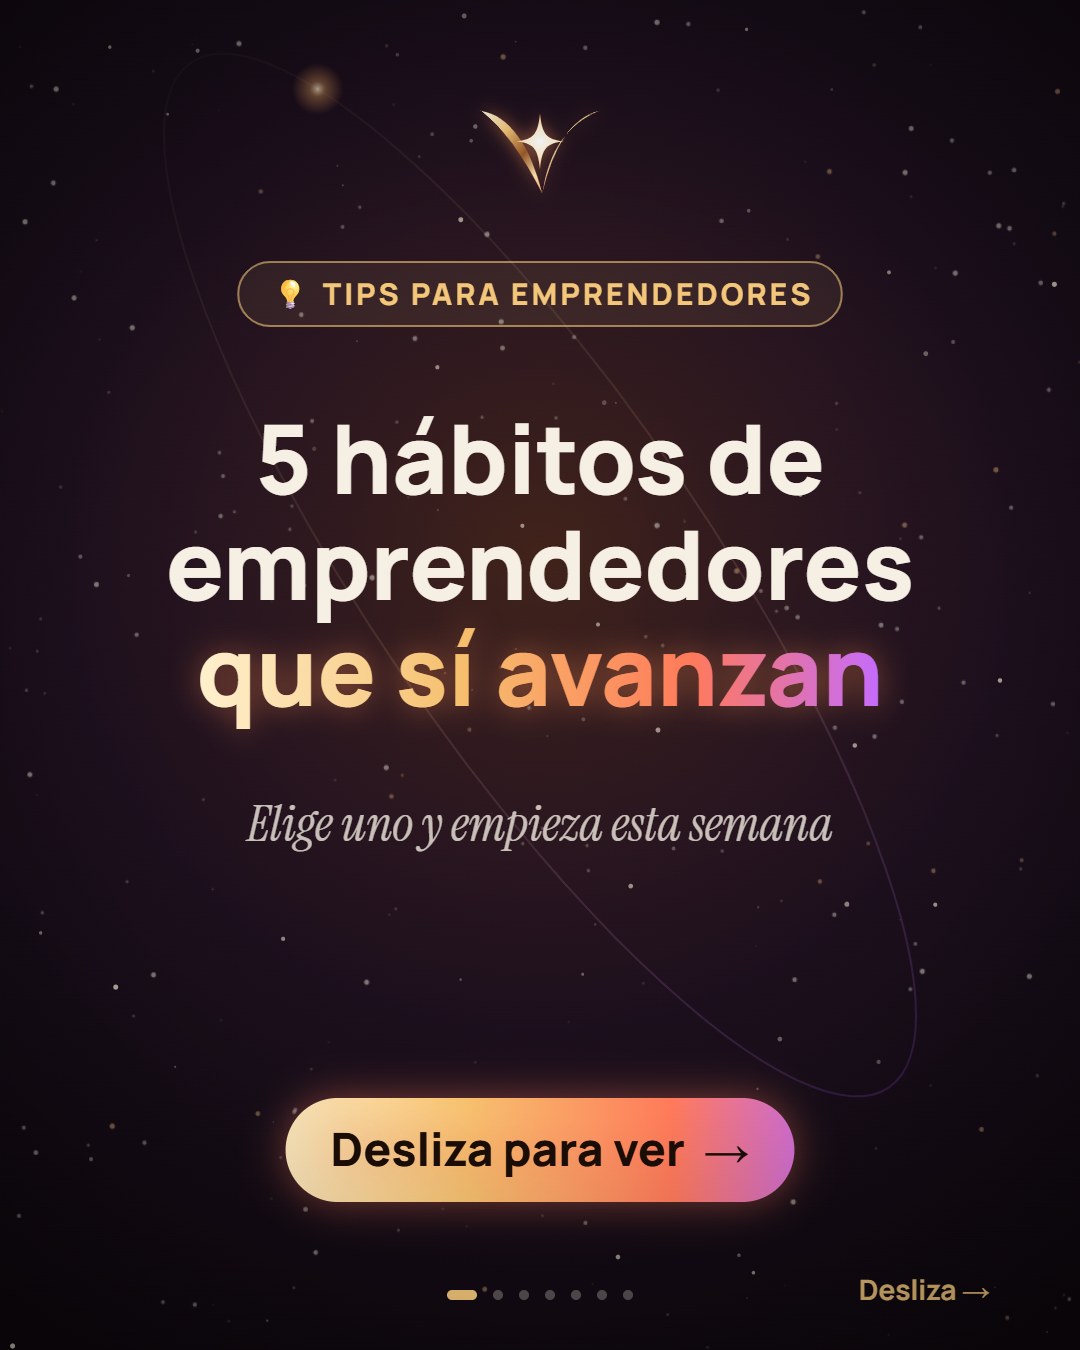 💡 TIPS PARA EMPRENDEDORES
5 hábitos de
emprendedores
que sí avanzan
Elige uno y empieza esta semana
Desliza para ver →
Desliza →